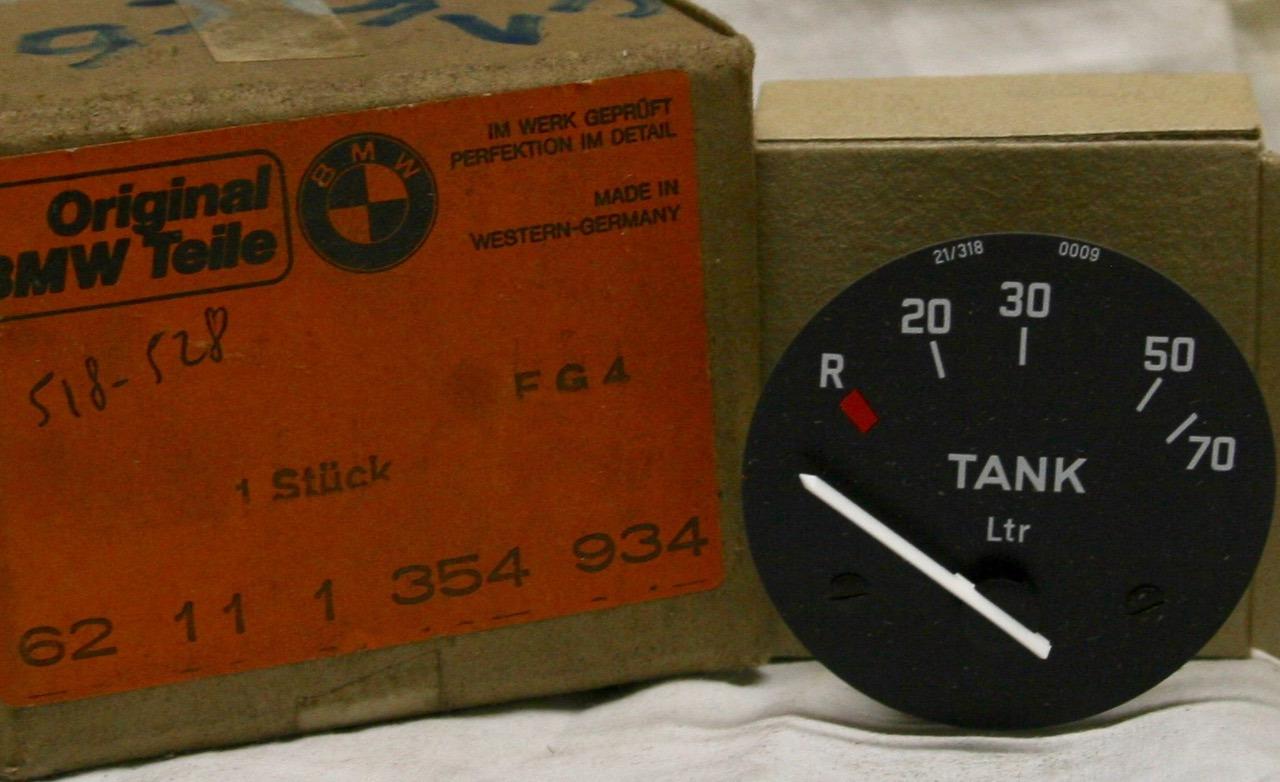 Original
BMW Teile
BMW
IM WERK GEPRÜFT
PERFEKTION IM DETAIL
MADE IN
WESTERN-GERMANY
518-528
FG4
1 Stück
62 11 1 354 934
21/318 0009
R 20 30 50 70
TANK
Ltr